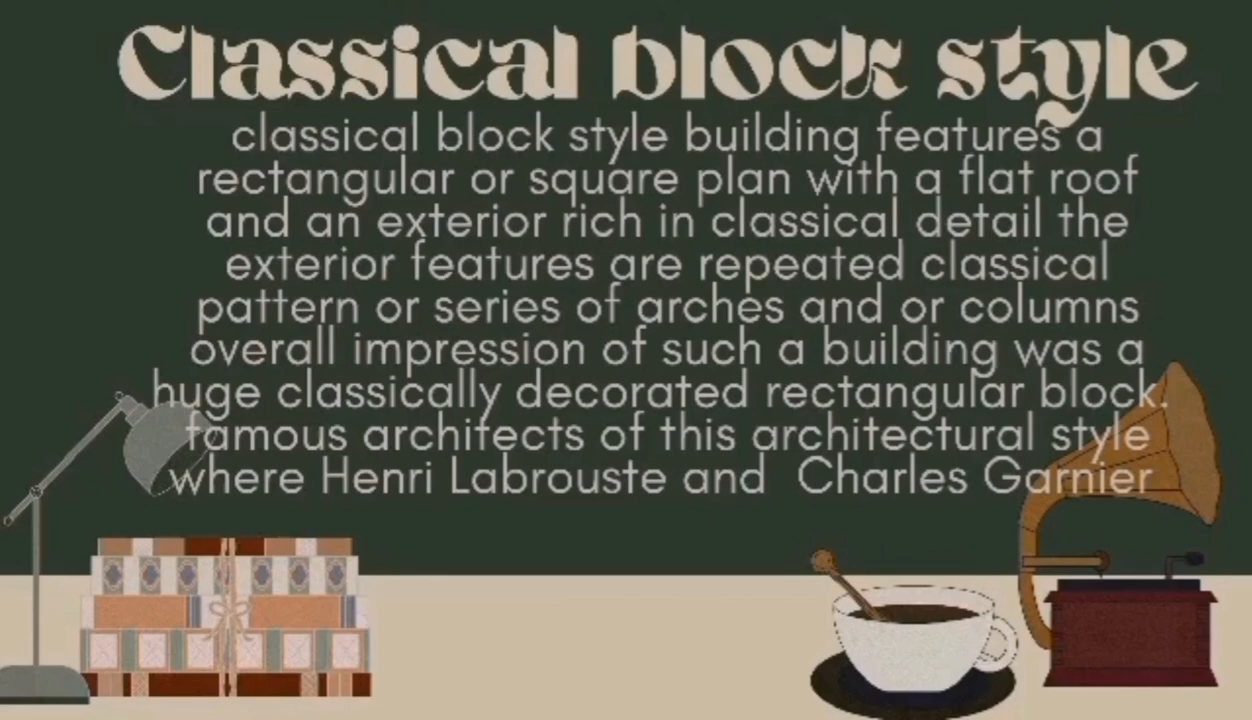 Classical block style
classical block style building features a
rectangular or square plan with a flat roof
and an exterior rich in classical detail the
exterior features are repeated classical
pattern or series of arches and or columns
overall impression of such a building was a
huge classically decorated rectangular block.
famous architects of this architectural style
where Henri Labrouste and Charles Garnier